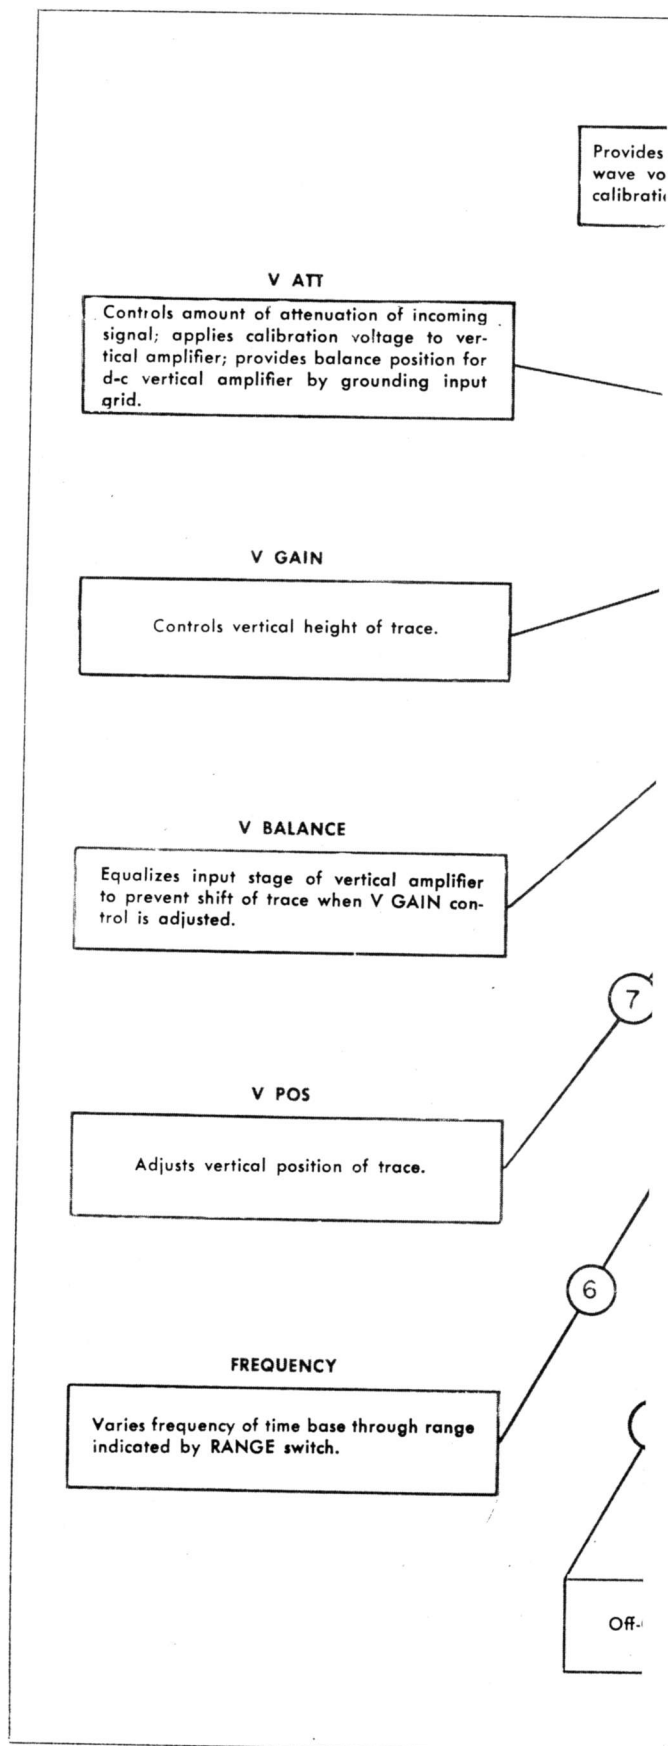 Provides
wave vo
V ATT
Controls amount of attenuation of incoming
signal; applies calibration voltage to ver-
tical amplifier; provides balance position for
d-c vertical amplifier by grounding input
grid.
V GAIN
Controls vertical height of trace.
V BALANCE
Equalizes input stage of vertical amplifier
to prevent shift of trace when V GAIN con-
trol is adjusted.
7
V POS
Adjusts vertical position of trace.
6
FREQUENCY
Varies frequency of time base through range
indicated by RANGE switch.
Off-